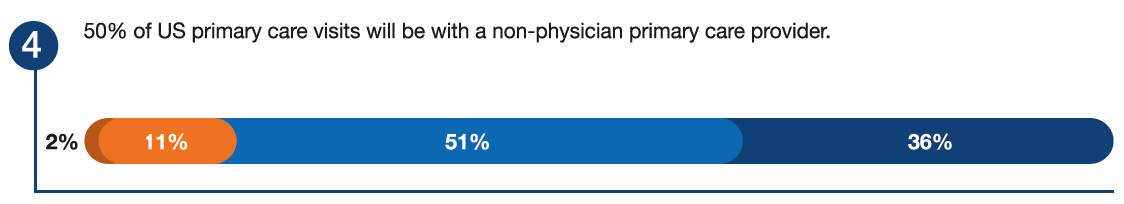 4
50% of US primary care visits will be with a non-physician primary care provider.
2% 11% 51% 36%